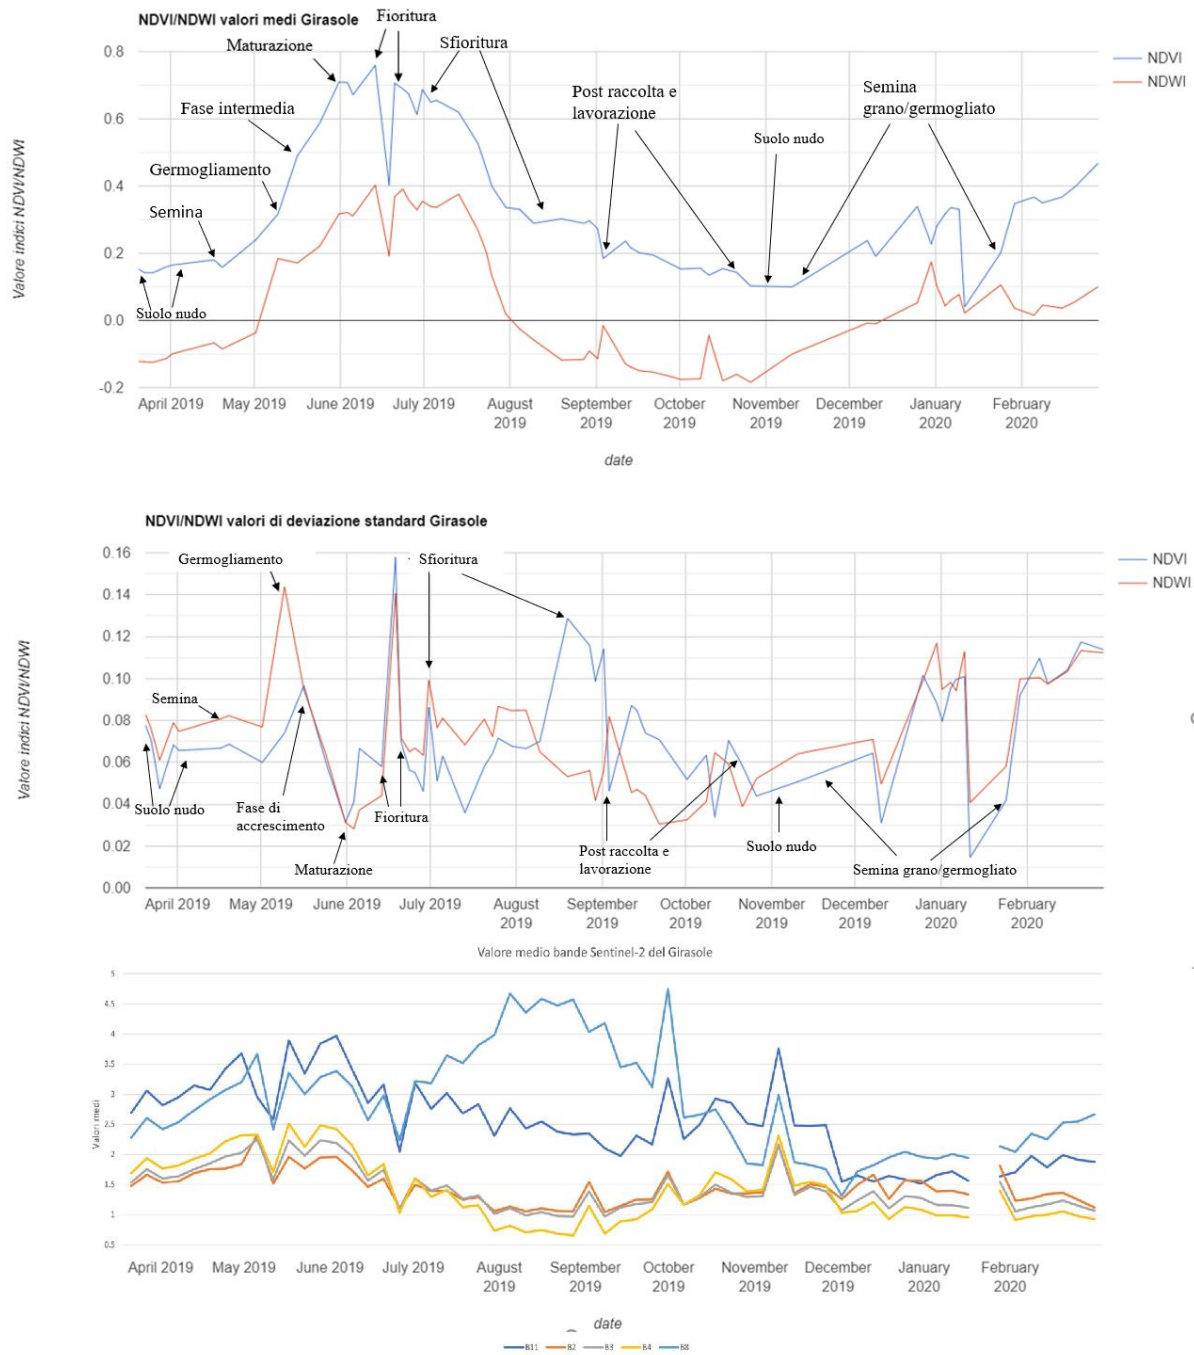 NDVI/NDWI valori medi Girasole
Fioritura
Maturazione
Sfioritura
Fase intermedia
Germogliamento
Semina
Suolo nudo
Post raccolta e
lavorazione
Suolo nudo
Semina
grano/germogliato
NDVI
NDWI
Valore indici NDVI/NDWI
0.8
0.6
0.4
0.2
0.0
-0.2
April 2019 May 2019 June 2019 July 2019 August September October November December January February
2019 2019 2019 2019 2019 2020 2020
date
NDVI/NDWI valori di deviazione standard Girasole
Germogliamento
Sfioritura
Semina
Suolo nudo
Fase di
accrescimento
Maturazione
Fioritura
Post raccolta e
lavorazione
Suolo nudo
Semina grano/germogliato
NDVI
NDWI
Valore indici NDVI/NDWI
0.16
0.14
0.12
0.10
0.08
0.06
0.04
0.02
0.00
April 2019 May 2019 June 2019 July 2019 August September October November December January February
2019 2019 2019 2019 2019 2020 2020
Valore medio bande Sentinel-2 del Girasole
Valori medi
5
4.5
4
3.5
3
2.5
2
1.5
1
0.5
April 2019 May 2019 June 2019 July 2019 August September October November December January February
2019 2019 2019 2019 2019 2020 2020
date
B11 B2 B3 B4 B8